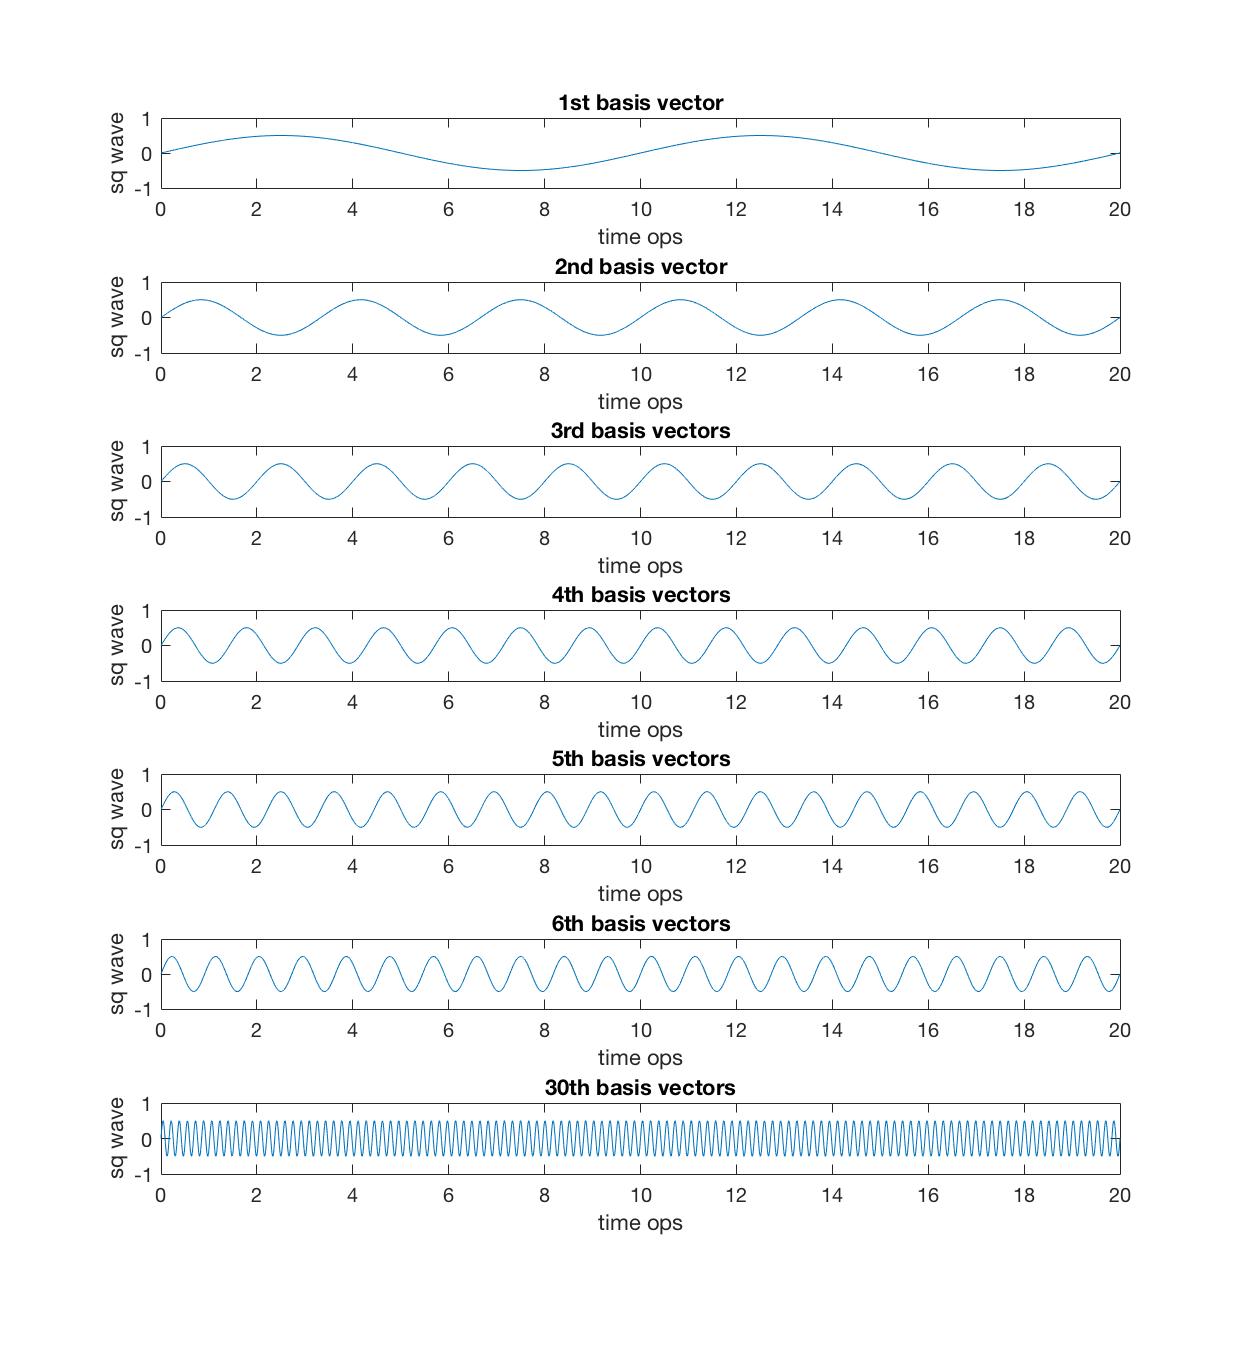 1st basis vector
sq wave
1
0
-1
0 2 4 6 8 10 12 14 16 18 20
time ops
2nd basis vector
sq wave
1
0
-1
0 2 4 6 8 10 12 14 16 18 20
time ops
3rd basis vectors
sq wave
1
0
-1
0 2 4 6 8 10 12 14 16 18 20
time ops
4th basis vectors
sq wave
1
0
-1
0 2 4 6 8 10 12 14 16 18 20
time ops
5th basis vectors
sq wave
1
0
-1
0 2 4 6 8 10 12 14 16 18 20
time ops
6th basis vectors
sq wave
1
0
-1
0 2 4 6 8 10 12 14 16 18 20
time ops
30th basis vectors
sq wave
1
0
-1
0 2 4 6 8 10 12 14 16 18 20
time ops